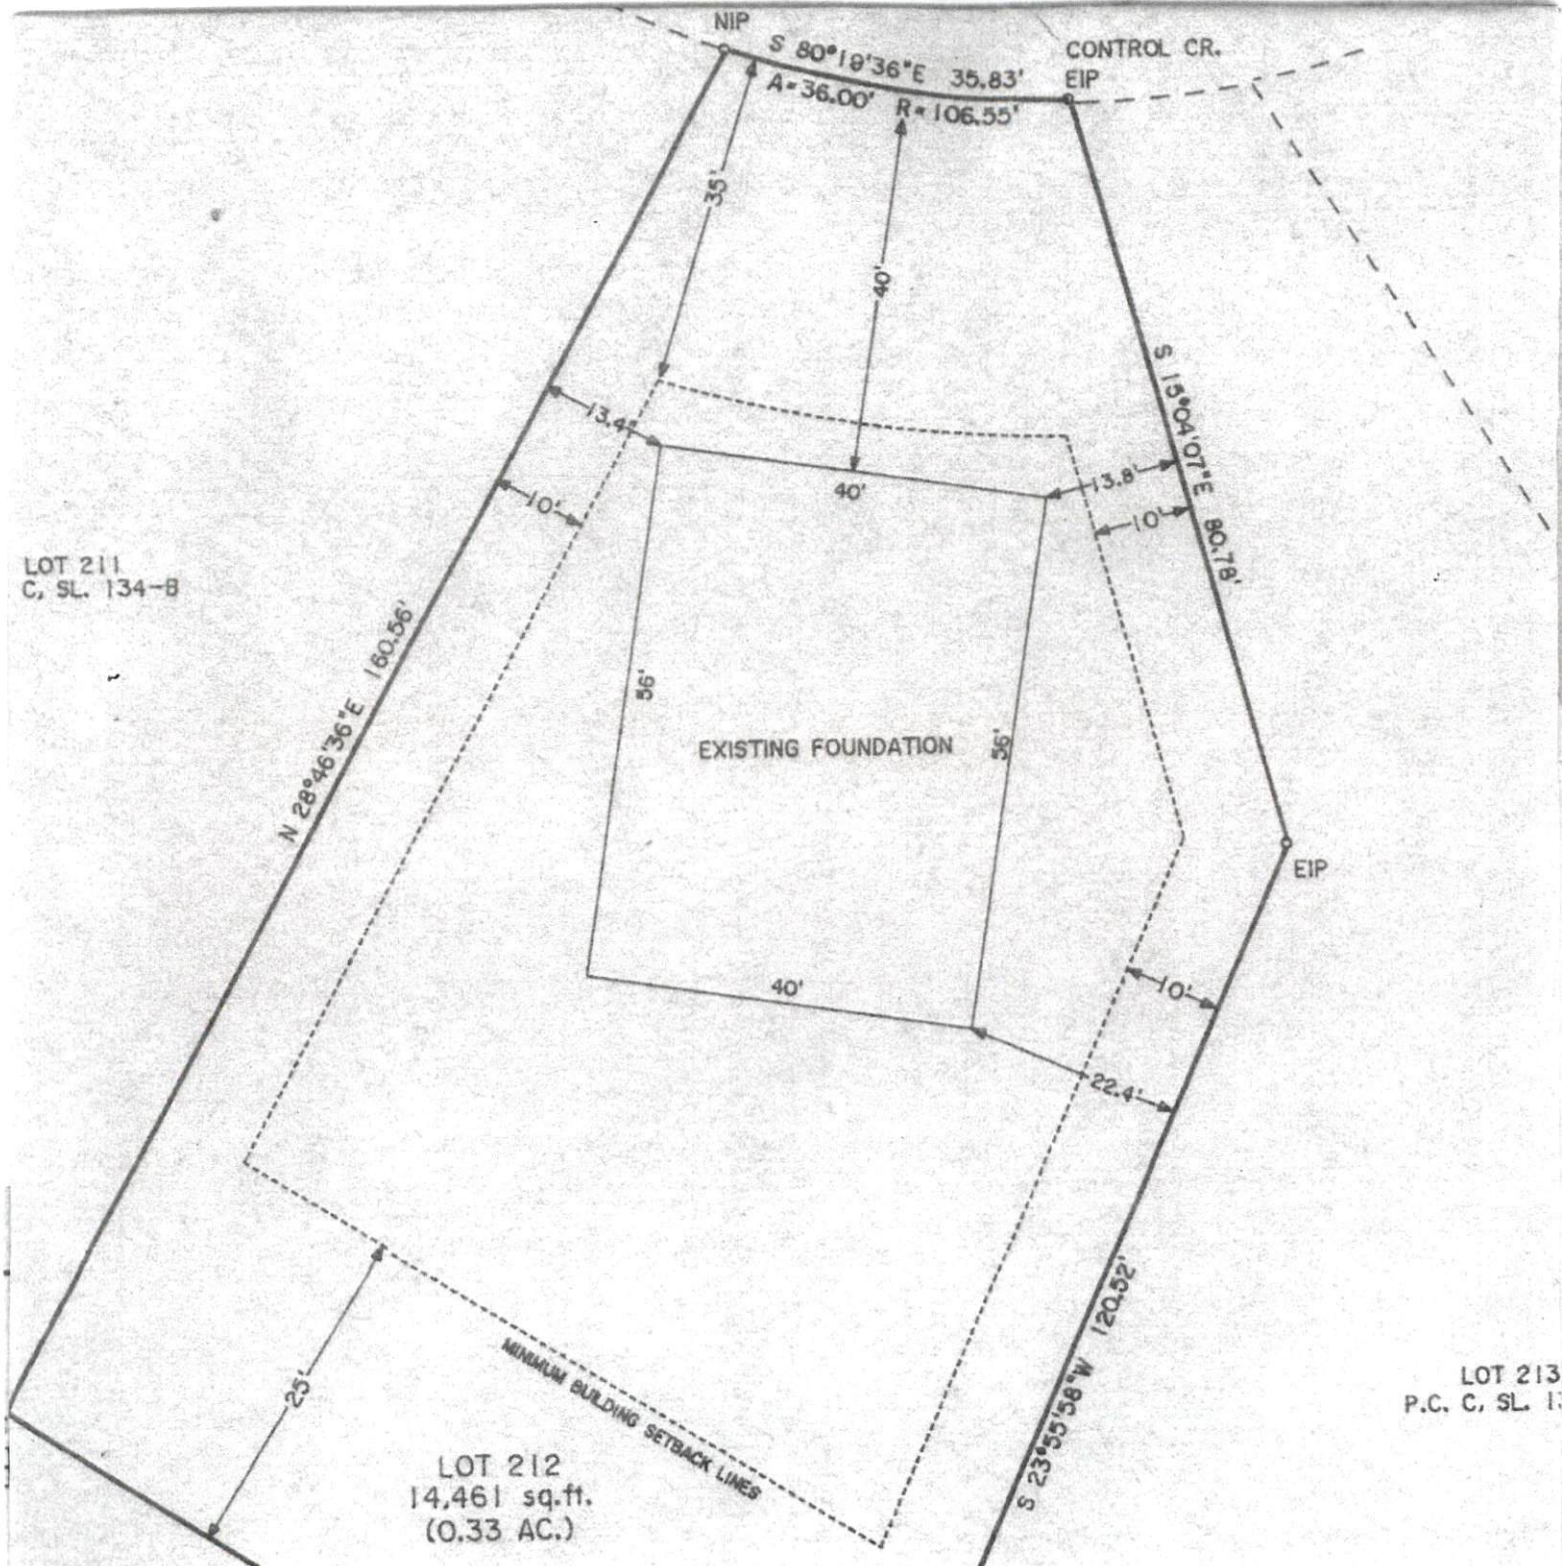 NIP
S 80°19'36"E 35.83'
CONTROL CR.
EIP
A=36.00' R=106.55'
35'
40'
S 15°04'07"E 80.78'
13.4'
13.8'
40'
10'
10'
LOT 211
C, SL. 134-B
N 28°46'36"E 160.56'
56'
56'
EXISTING FOUNDATION
EIP
40'
10'
22.4'
25'
MINIMUM BUILDING SETBACK LINES
S 23°55'58"W 120.52'
LOT 213
P.C. C, SL.
LOT 212
14,461 sq.ft.
(0.33 AC.)